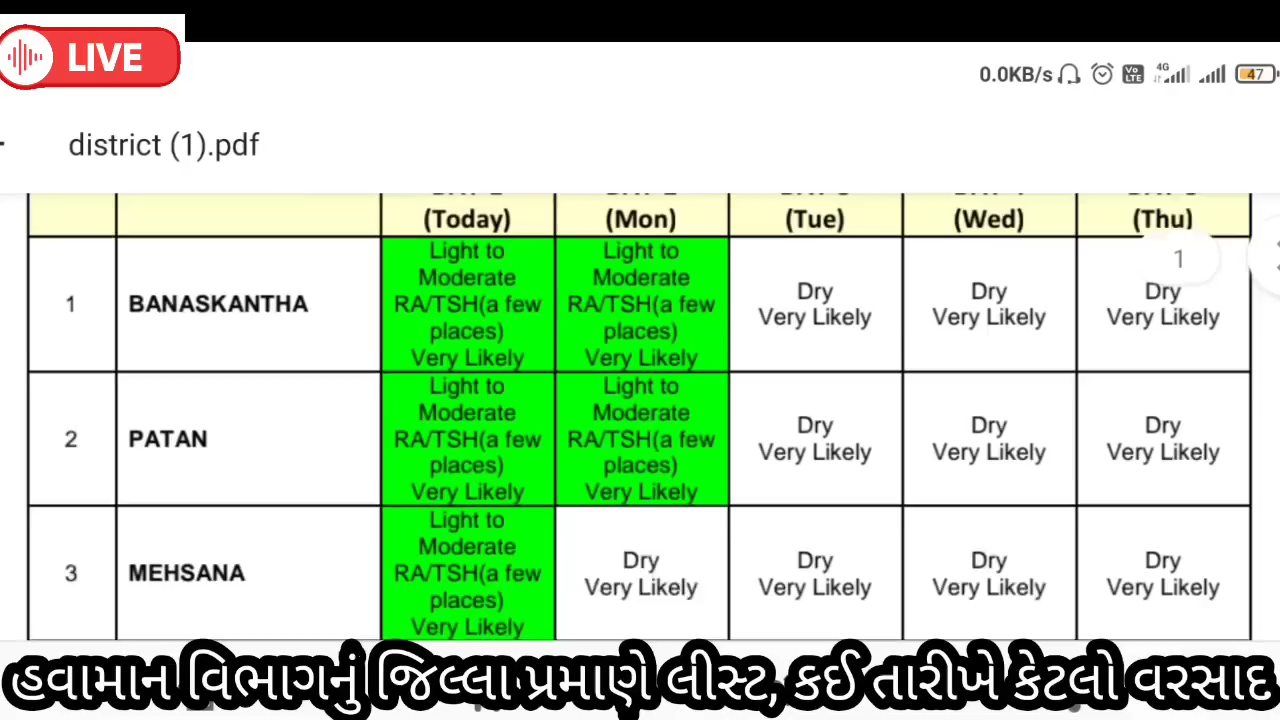 LIVE
0.0KB/s Vo LTE 4G 47
district (1).pdf
(Today) (Mon) (Tue) (Wed) (Thu)
1
1 BANASKANTHA
Light to Moderate RA/TSH(a few places) Very Likely
Light to Moderate RA/TSH(a few places) Very Likely
Dry Very Likely
Dry Very Likely
Dry Very Likely
2 PATAN
Light to Moderate RA/TSH(a few places) Very Likely
Light to Moderate RA/TSH(a few places) Very Likely
Dry Very Likely
Dry Very Likely
Dry Very Likely
3 MEHSANA
Light to Moderate RA/TSH(a few places) Very Likely
Dry Very Likely
Dry Very Likely
Dry Very Likely
Dry Very Likely
હવામાન વિભાગનું જિલ્લા પ્રમાણે લીસ્ટ, કઈ તારીખે કેટલો વરસાદ